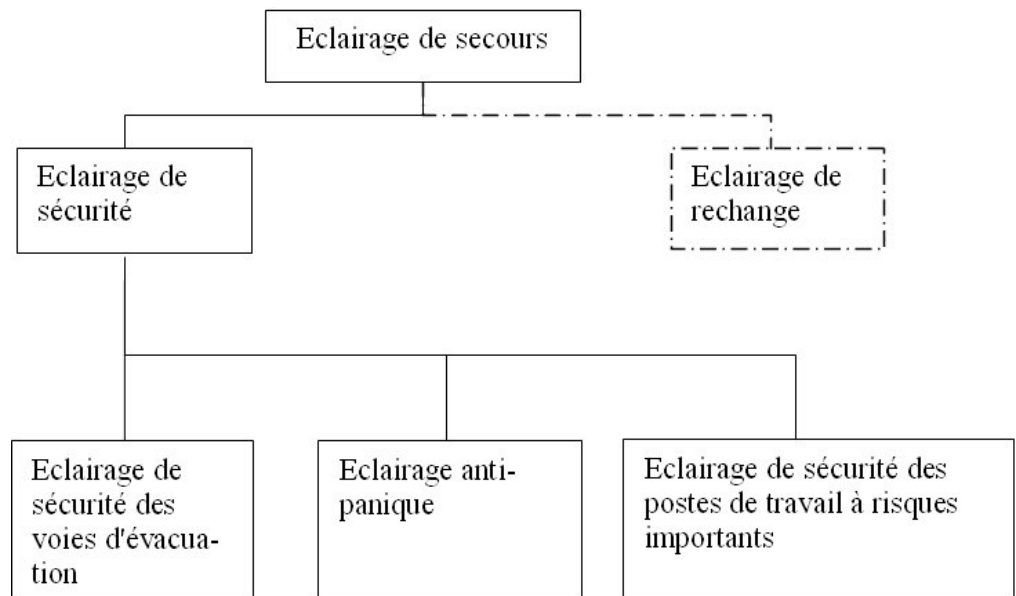 Eclairage de secours
Eclairage de
sécurité
Eclairage de
rechange
Eclairage de
sécurité des
voies d'évacua-
tion
Eclairage anti-
panique
Eclairage de sécurité des
postes de travail à risques
importants